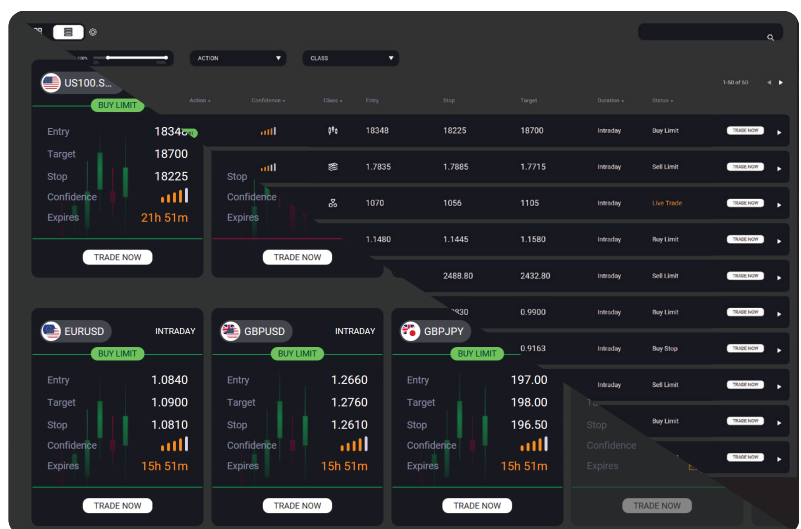 100%
ACTION
CLASS
US100.S...
1-50 of 50
BUY LIMIT
Action
Confidence
Class
Entry
Stop
Target
Duration
Status
Entry 18348
18348 18225 18700 Intraday Buy Limit TRADE NOW
Target 18700
Stop 18225
Stop
1.7835 1.7885 1.7715 Intraday Sell Limit TRADE NOW
Confidence
Confidence
1070 1056 1105 Intraday Live Trade TRADE NOW
Expires 21h 51m
Expires
1.1480 1.1445 1.1580 Intraday Buy Limit TRADE NOW
TRADE NOW
TRADE NOW
2488.80 2432.80 Intraday Sell Limit TRADE NOW
0.9900 Intraday Buy Limit TRADE NOW
EURUSD INTRADAY
GBPUSD INTRADAY
GBPJPY
0.9163 Intraday Buy Stop TRADE NOW
BUY LIMIT
BUY LIMIT
BUY LIMIT
Intraday Sell Limit TRADE NOW
Buy Limit TRADE NOW
TRADE NOW
Entry 1.0840
Target 1.0900
Stop 1.0810
Confidence
Expires 15h 51m
TRADE NOW
Entry 1.2660
Target 1.2760
Stop 1.2610
Confidence
Expires 15h 51m
TRADE NOW
Entry 197.00
Target 198.00
Stop 196.50
Confidence
Expires 15h 51m
TRADE NOW
Stop
Confidence
Expires
TRADE NOW